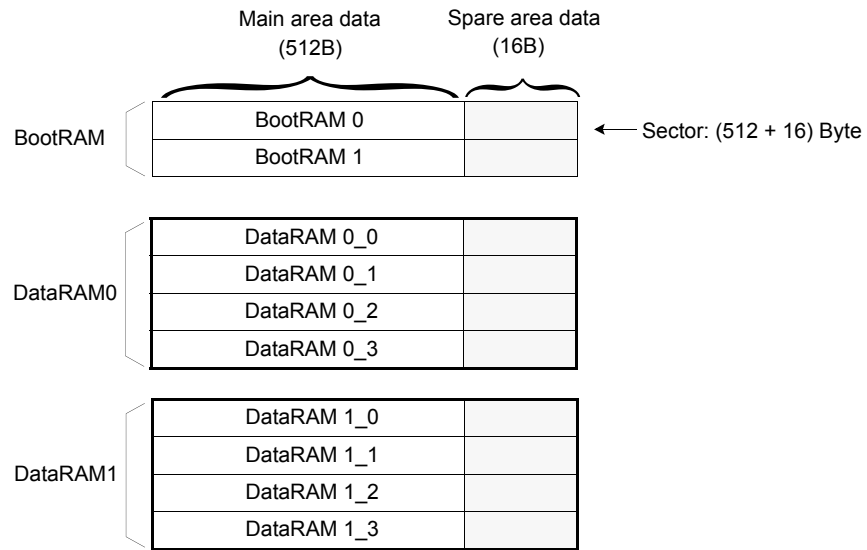 Main area data
(512B)
Spare area data
(16B)
BootRAM
BootRAM 0
BootRAM 1
Sector: (512 + 16) Byte
DataRAM0
DataRAM 0_0
DataRAM 0_1
DataRAM 0_2
DataRAM 0_3
DataRAM1
DataRAM 1_0
DataRAM 1_1
DataRAM 1_2
DataRAM 1_3